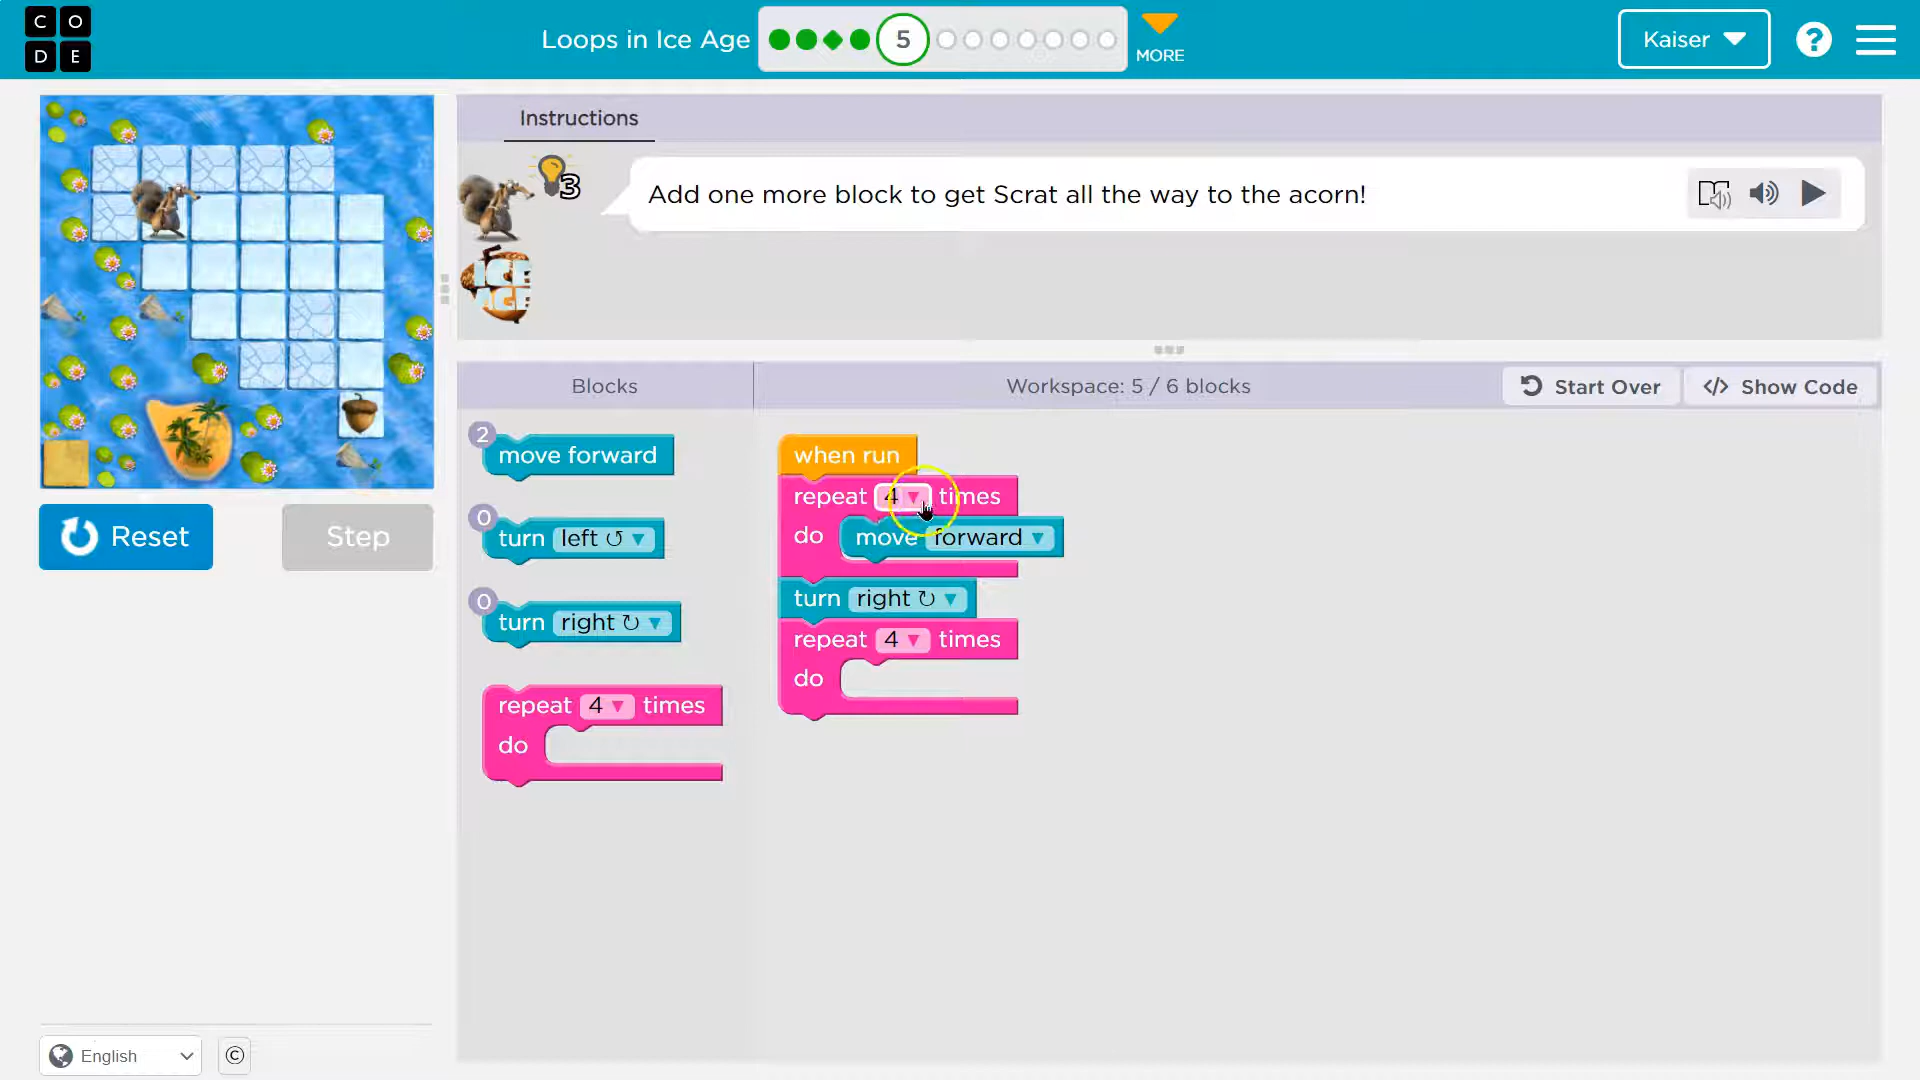 C O
D E
Loops in Ice Age
5
MORE
Kaiser
?
Instructions
3
Add one more block to get Scrat all the way to the acorn!
ICE
AGE
Blocks
Workspace: 5 / 6 blocks
Start Over
</> Show Code
2
move forward
0
turn left ↺ ▼
0
turn right ↻ ▼
repeat 4 ▼ times
do
when run
repeat 4 ▼ times
do move forward ▼
turn right ↻ ▼
repeat 4 ▼ times
do
Reset
Step
English
©